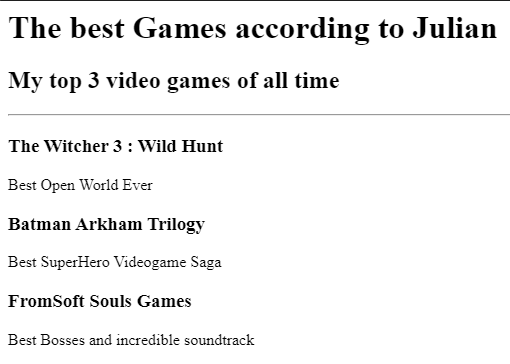 The best Games according to Julian
My top 3 video games of all time
The Witcher 3 : Wild Hunt
Best Open World Ever
Batman Arkham Trilogy
Best SuperHero Videogame Saga
FromSoft Souls Games
Best Bosses and incredible soundtrack